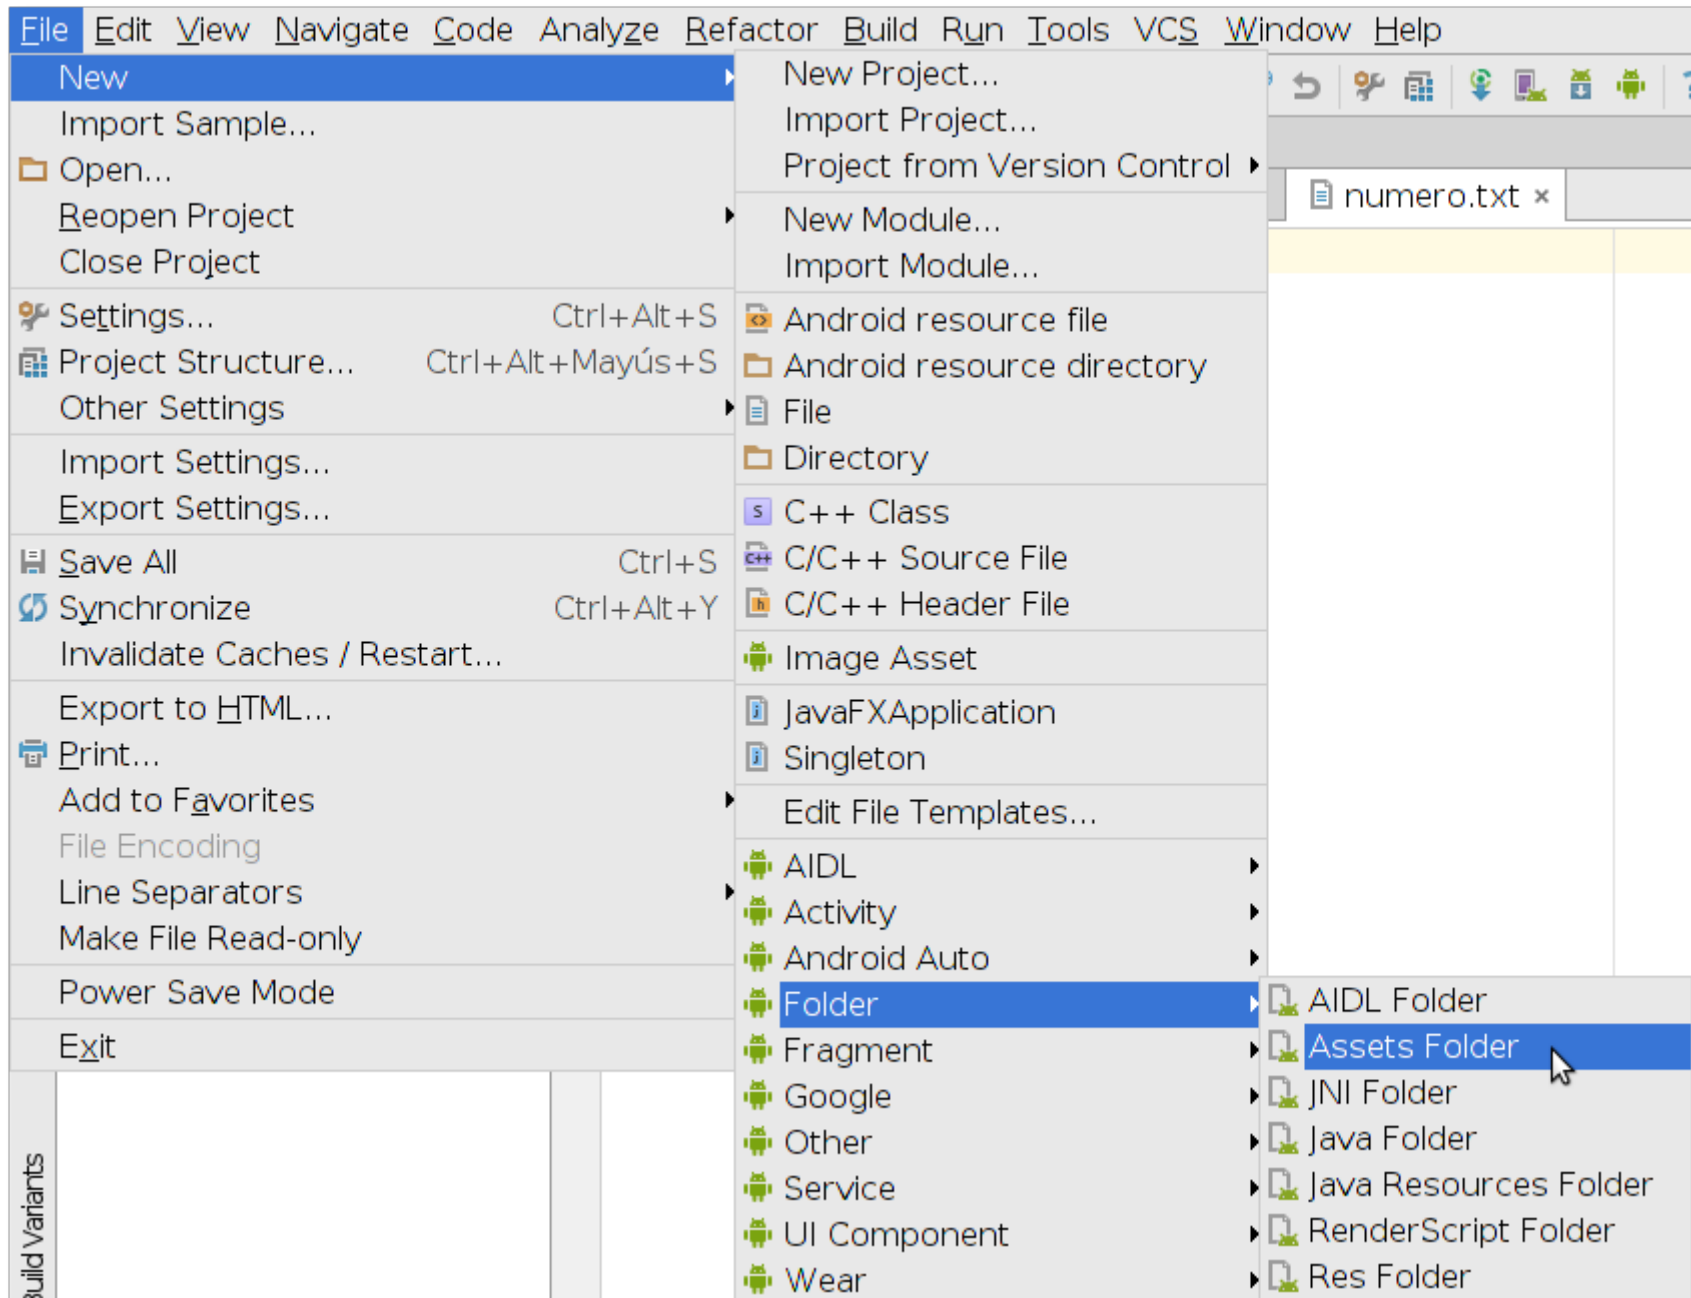 File Edit View Navigate Code Analyze Refactor Build Run Tools VCS Window Help
New
Import Sample...
Open...
Reopen Project
Close Project
Settings... Ctrl+Alt+S
Project Structure... Ctrl+Alt+Mayús+S
Other Settings
Import Settings...
Export Settings...
Save All Ctrl+S
Synchronize Ctrl+Alt+Y
Invalidate Caches / Restart...
Export to HTML...
Print...
Add to Favorites
File Encoding
Line Separators
Make File Read-only
Power Save Mode
Exit
New Project...
Import Project...
Project from Version Control
New Module...
Import Module...
Android resource file
Android resource directory
File
Directory
S C++ Class
C++ C/C++ Source File
h C/C++ Header File
Image Asset
JavaFXApplication
Singleton
Edit File Templates...
AIDL
Activity
Android Auto
Folder
Fragment
Google
Other
Service
UI Component
Wear
numero.txt
AIDL Folder
Assets Folder
JNI Folder
Java Folder
Java Resources Folder
RenderScript Folder
Res Folder
Build Variants